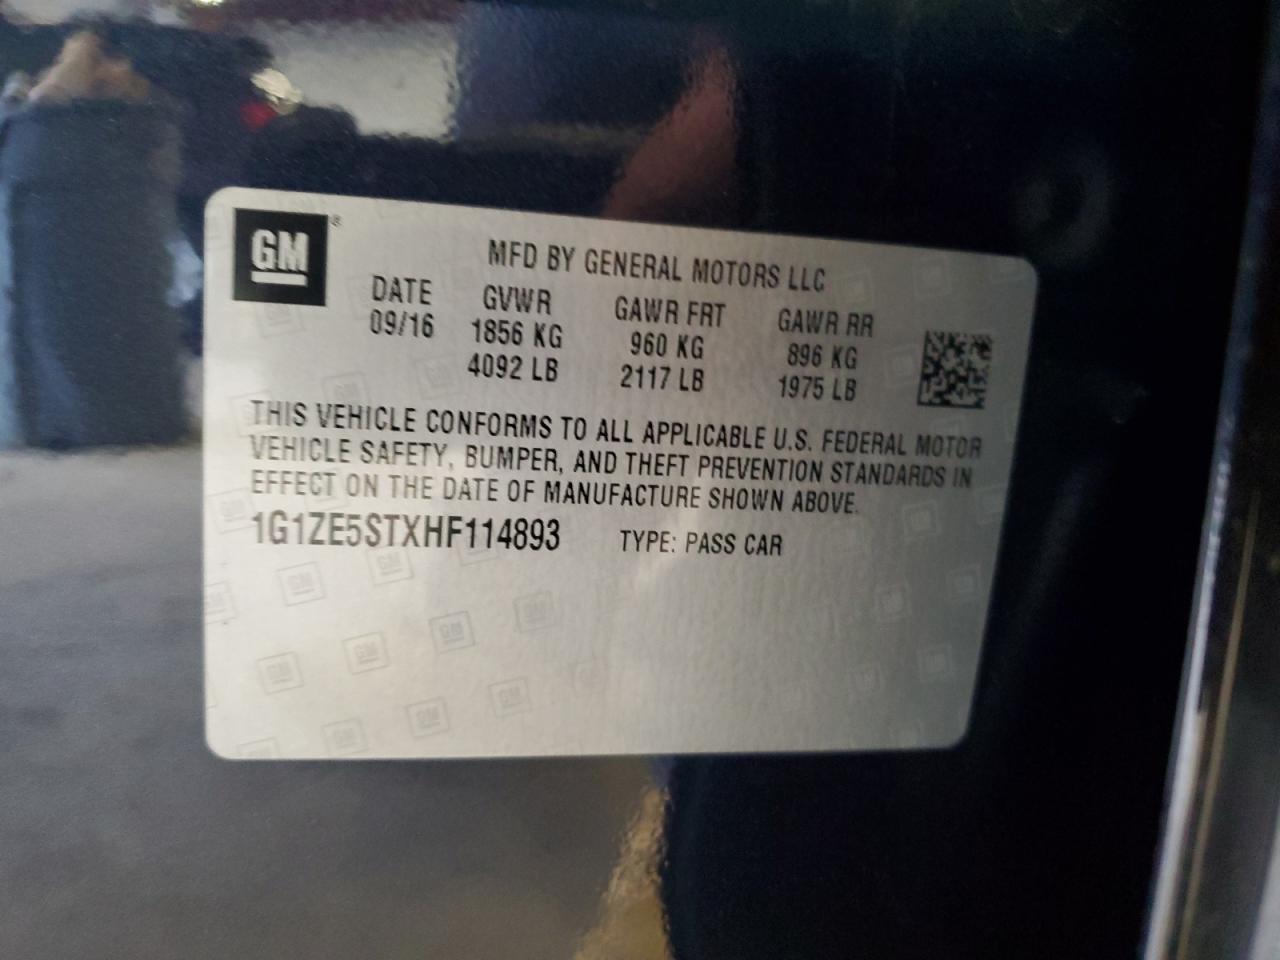 GM®
MFD BY GENERAL MOTORS LLC
DATE GVWR GAWR FRT GAWR RR
09/16 1856 KG 960 KG 896 KG
4092 LB 2117 LB 1975 LB
THIS VEHICLE CONFORMS TO ALL APPLICABLE U.S. FEDERAL MOTOR
VEHICLE SAFETY, BUMPER, AND THEFT PREVENTION STANDARDS IN
EFFECT ON THE DATE OF MANUFACTURE SHOWN ABOVE.
1G1ZE5STXHF114893 TYPE: PASS CAR